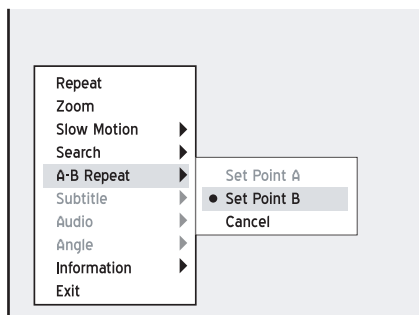 Repeat
Zoom
Slow Motion
Search
A-B Repeat
Subtitle
Audio
Angle
Information
Exit
Set Point A
Set Point B
Cancel